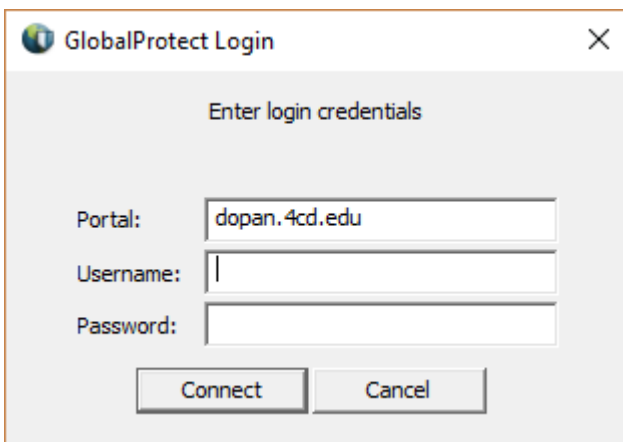 GlobalProtect Login
Enter login credentials
Portal: dopan.4cd.edu
Username:
Password:
Connect Cancel